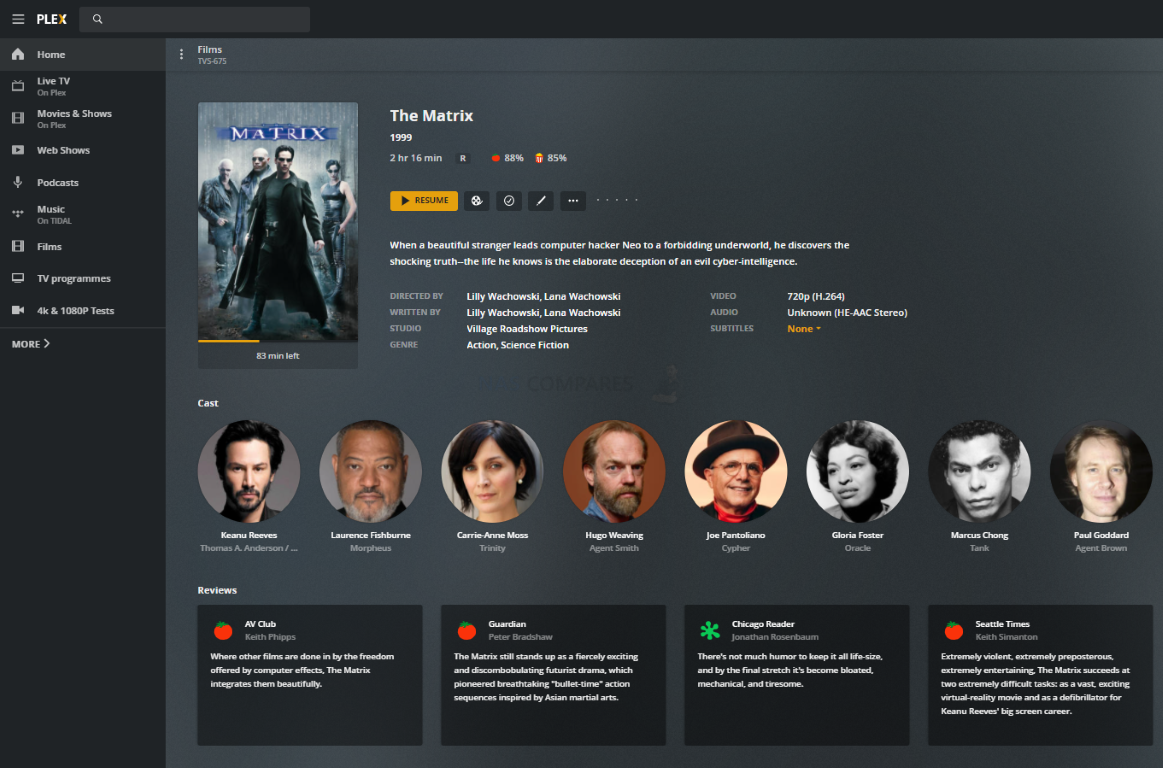 PLEX
Home
Films
TVS-675
Live TV
On Plex
Movies & Shows
On Plex
Web Shows
Podcasts
Music
On TIDAL
Films
TV programmes
4k & 1080P Tests
MORE
MATRIX
83 min left
The Matrix
1999
2 hr 16 min R 88% 85%
RESUME
When a beautiful stranger leads computer hacker Neo to a forbidding underworld, he discovers the
shocking truth--the life he knows is the elaborate deception of an evil cyber-intelligence.
DIRECTED BY Lilly Wachowski, Lana Wachowski
WRITTEN BY Lilly Wachowski, Lana Wachowski
STUDIO Village Roadshow Pictures
GENRE Action, Science Fiction
VIDEO 720p (H.264)
AUDIO Unknown (HE-AAC Stereo)
SUBTITLES None
COMPARES
Cast
Keanu Reeves
Thomas A. Anderson / ...
Laurence Fishburne
Morpheus
Carrie-Anne Moss
Trinity
Hugo Weaving
Agent Smith
Joe Pantoliano
Cypher
Gloria Foster
Oracle
Marcus Chong
Tank
Paul Goddard
Agent Brown
Reviews
AV Club
Keith Phipps
Where other films are done in by the freedom
offered by computer effects, The Matrix
integrates them beautifully.
Guardian
Peter Bradshaw
The Matrix still stands up as a fiercely exciting
and discombobulating futurist drama, which
pioneered breathtaking "bullet-time" action
sequences inspired by Asian martial arts.
Chicago Reader
Jonathan Rosenbaum
There's not much humor to keep it all life-size,
and by the final stretch it's become bloated,
mechanical, and tiresome.
Seattle Times
Keith Simanton
Extremely violent, extremely preposterous,
extremely entertaining, The Matrix succeeds at
two extremely difficult tasks: as a vast, exciting
virtual-reality movie and as a defibrillator for
Keanu Reeves' big screen career.